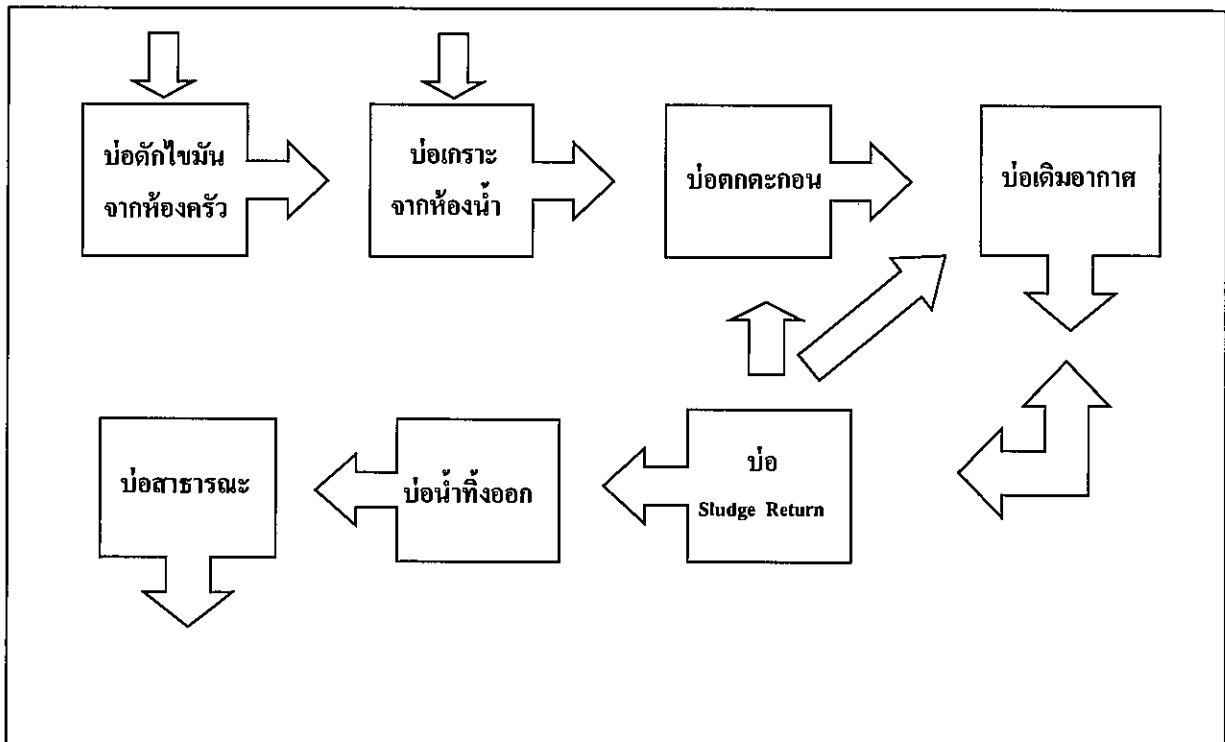 บ่อดักไขมัน
จากห้องครัว
บ่อเกราะ
จากห้องน้ำ
บ่อตกตะกอน
บ่อเติมอากาศ
บ่อสาธารณะ
บ่อน้ำทิ้งออก
บ่อ
Sludge Return